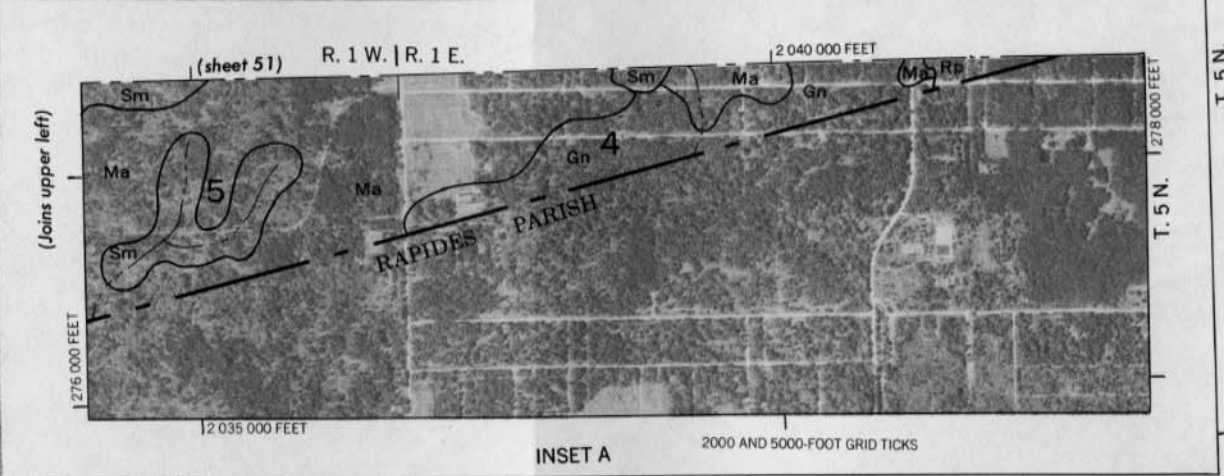 (sheet 51)
R. 1 W. | R. 1 E.
2 040 000 FEET
T. 5 N.
(Joins upper left)
278 000 FEET
T. 5 N.
Sm
Sm
Ma
Gn
Ma
Rp
Ma
5
Ma
Gn
4
Sm
RAPIDES PARISH
276 000 FEET
2 035 000 FEET
INSET A
2000 AND 5000-FOOT GRID TICKS